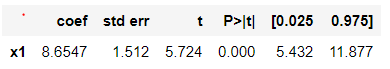 coef std err t P>|t| [0.025 0.975]
x1 8.6547 1.512 5.724 0.000 5.432 11.877